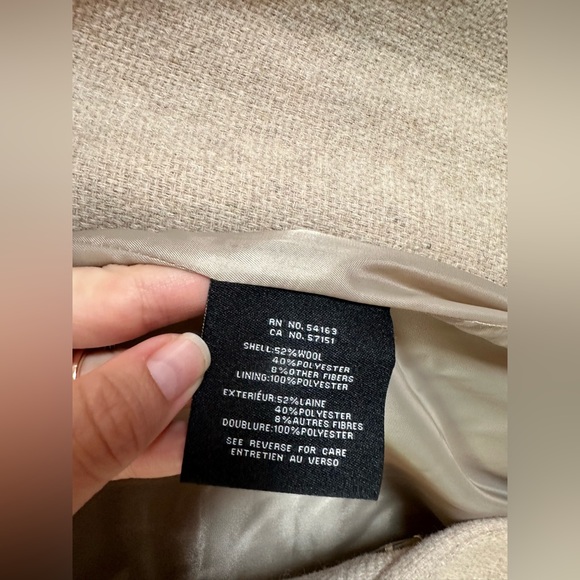 RN NO. 54163
CA NO. 57151
SHELL:52%WOOL
40%POLYESTER
8%OTHER FIBERS
LINING:100%POLYESTER
EXTERIÉUR:52%LAINE
40%POLYESTER
8%AUTRES FIBRES
DOUBLURE:100%POLYESTER
SEE REVERSE FOR CARE
ENTRETIEN AU VERSO